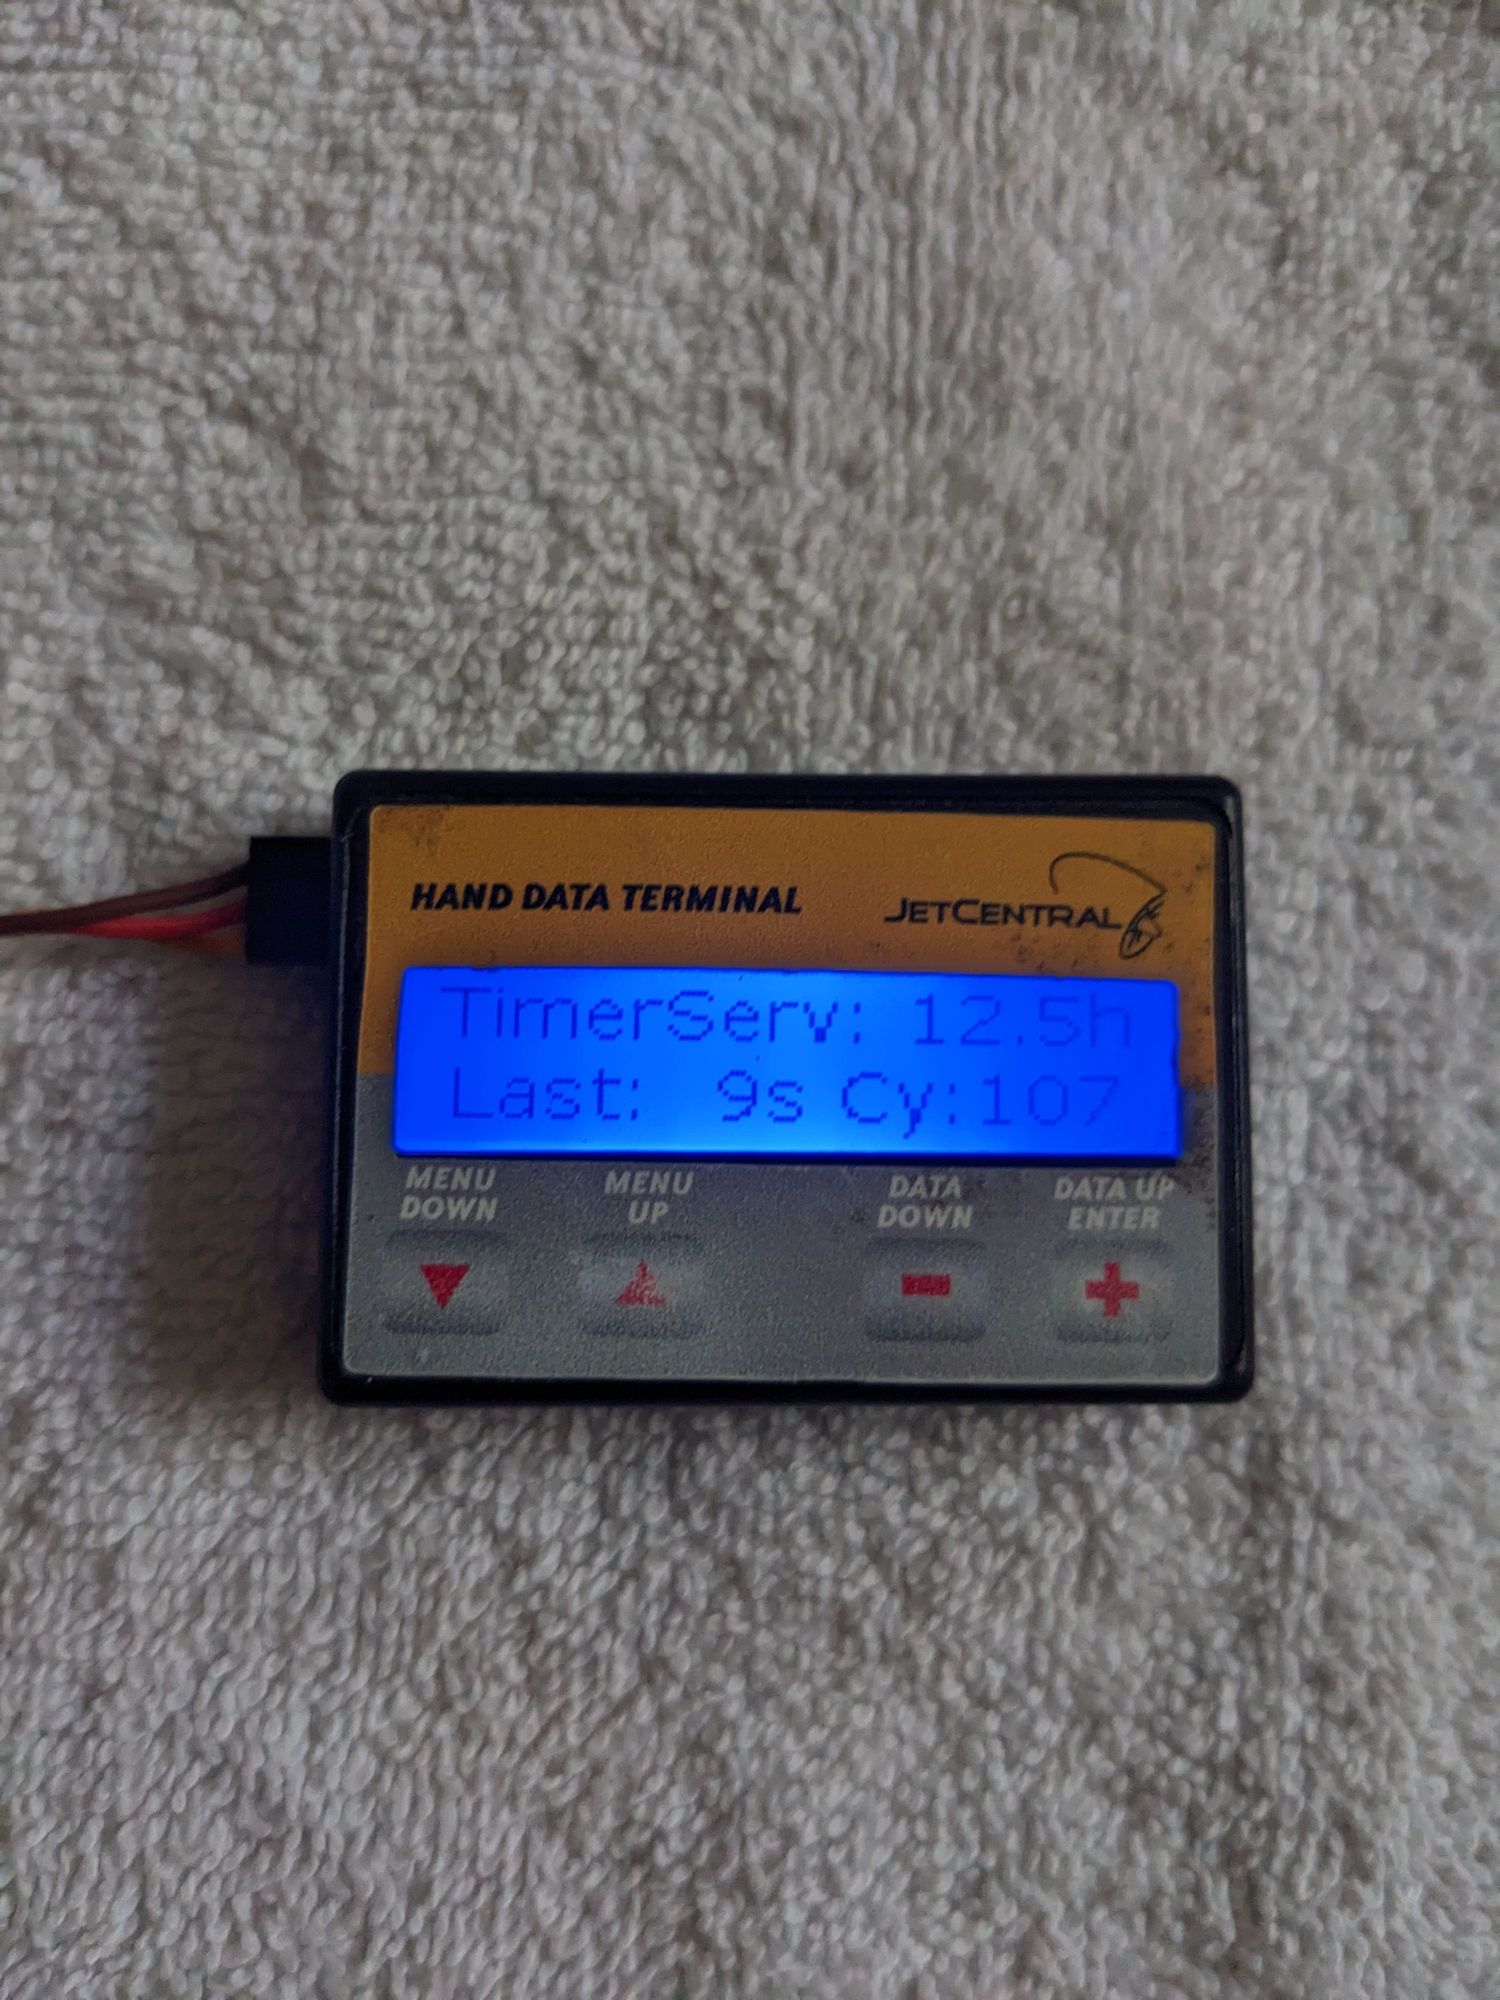 HAND DATA TERMINAL JETCENTRAL
TimerServ: 12.5h
Last: 9s Cy:107
MENU DOWN MENU UP DATA DOWN DATA UP ENTER